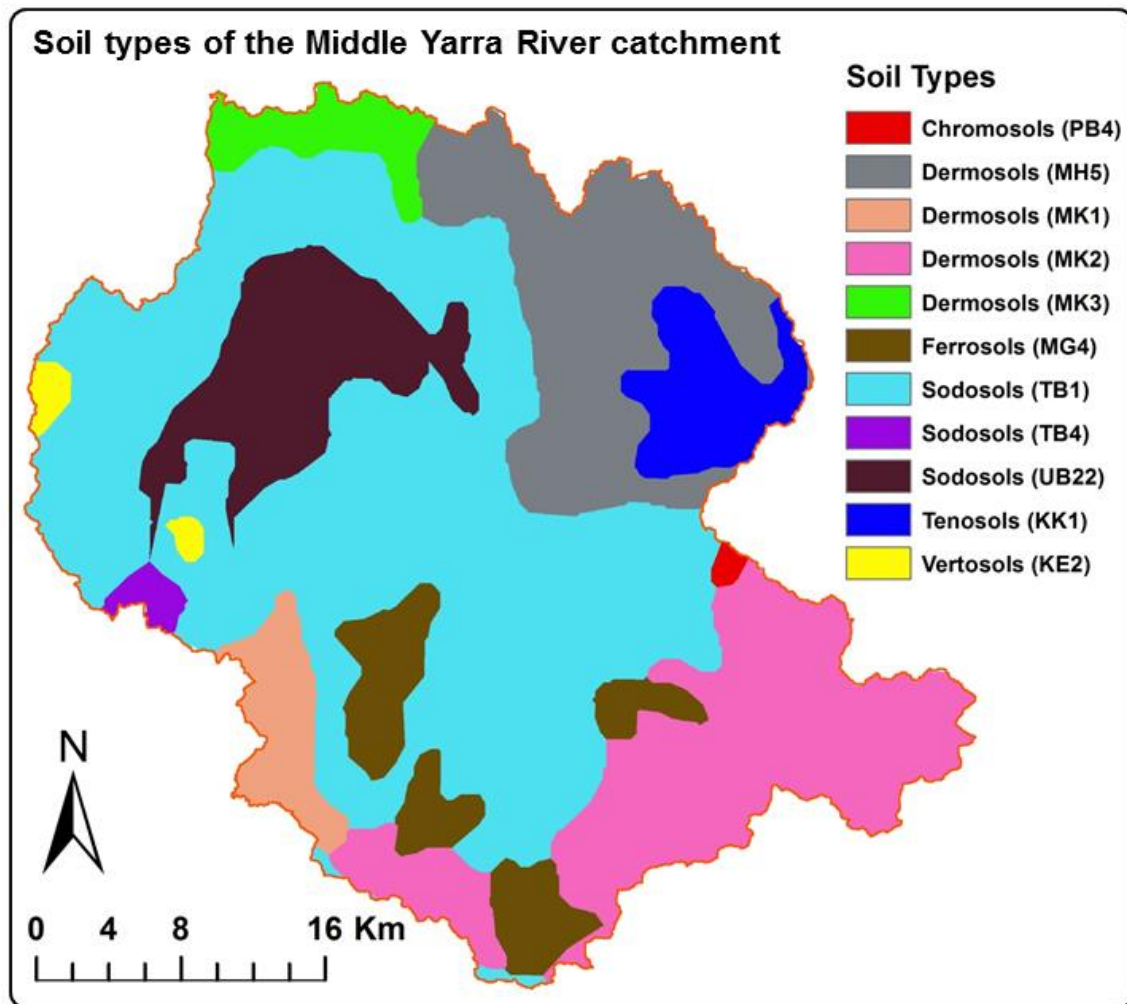 Soil types of the Middle Yarra River catchment
Soil Types
Chromosols (PB4)
Dermosols (MH5)
Dermosols (MK1)
Dermosols (MK2)
Dermosols (MK3)
Ferrosols (MG4)
Sodosols (TB1)
Sodosols (TB4)
Sodosols (UB22)
Tenosols (KK1)
Vertosols (KE2)
N
0 4 8 16 Km